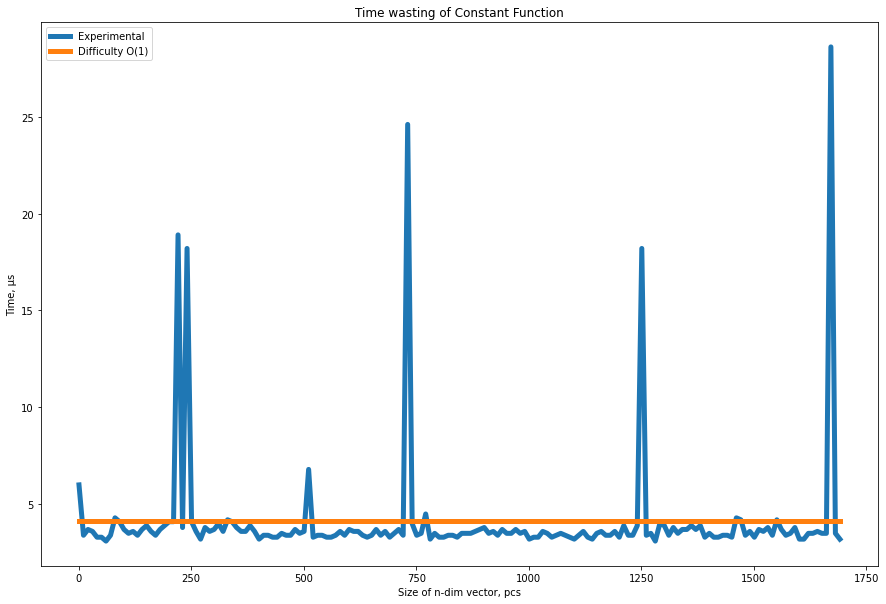 Time wasting of Constant Function
Experimental
Difficulty O(1)
Time, µs
25
20
15
10
5
0
250
500
750
1000
1250
1500
1750
Size of n-dim vector, pcs